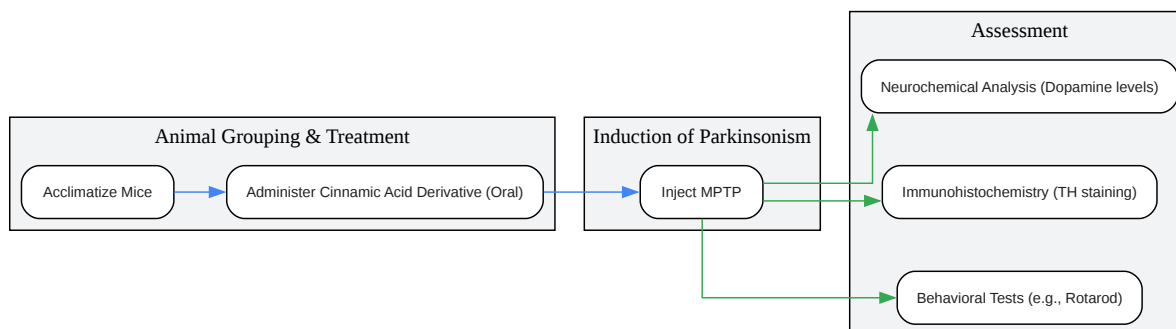 Animal Grouping & Treatment
Acclimatize Mice
Administer Cinnamic Acid Derivative (Oral)
Induction of Parkinsonism
Inject MPTP
Assessment
Neurochemical Analysis (Dopamine levels)
Immunohistochemistry (TH staining)
Behavioral Tests (e.g., Rotarod)